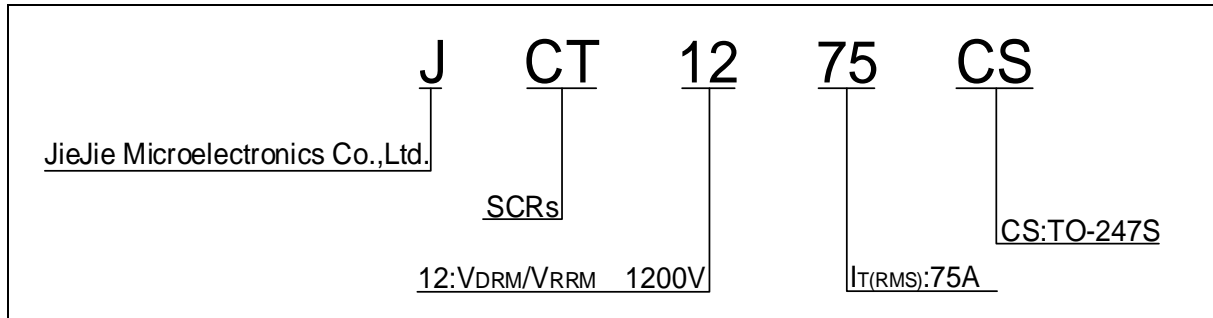 J CT 12 75 CS
JieJie Microelectronics Co.,Ltd.
SCRs
CS:TO-247S
12:VDRM/VRRM 1200V
IT(RMS):75A